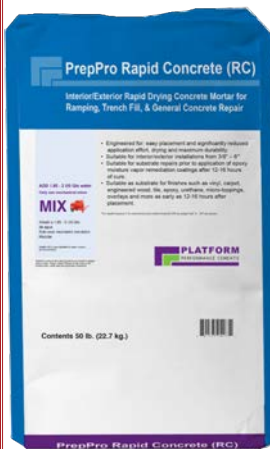 PrepPro Rapid Concrete (RC)
Interior/Exterior Rapid Drying Concrete Mortar for
Ramping, Trench Fill, & General Concrete Repair
• Engineered for: easy placement and significantly reduced
application effort, drying and maximum durability
• Suitable for interior/exterior installations from 3/8" – 6"
• Suitable for substrate repairs prior to application of epoxy
moisture vapor remediation coatings after 12-16 hours
of cure.
• Suitable as substrate for finishes such as vinyl, carpet,
engineered wood, tile, epoxy, urethane, micro-toppings,
overlays and more as early as 12-16 hours after
placement.
MIX
PLATFORM
PERFORMANCE CEMENTS
Contents 50 lb. (22.7 kg.)
PrepPro Rapid Concrete (RC)